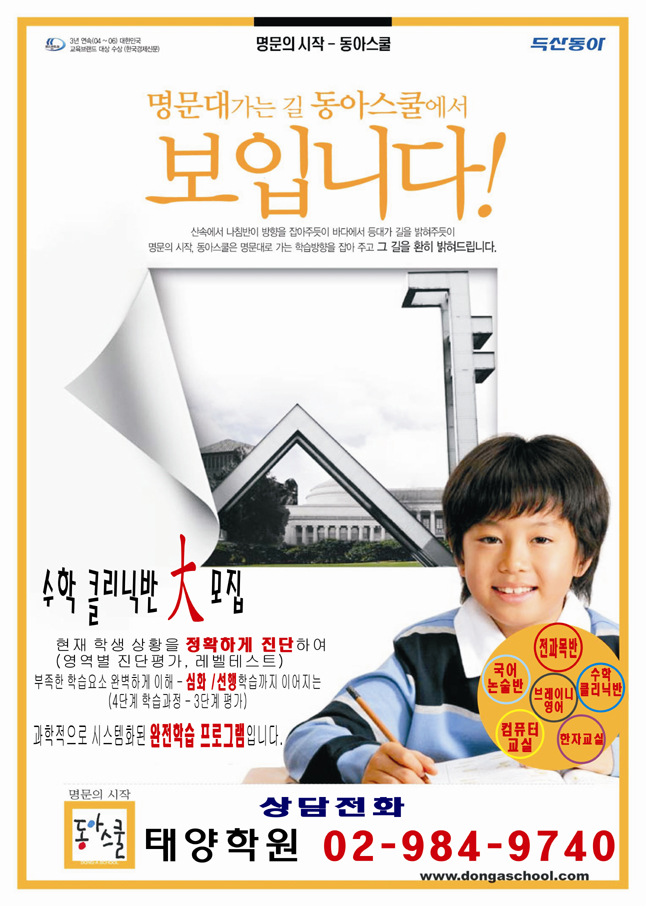 3년 연속(04~06) 대한민국
교육브랜드 대상 수상 (한국경제신문)
명문의 시작 - 동아스쿨
두산동아
명문대가는 길 동아스쿨에서
보입니다!
산속에서 나침반이 방향을 잡아주듯이 바다에서 등대가 길을 밝혀주듯이
명문의 시작, 동아스쿨은 명문대로 가는 학습방향을 잡아 주고 그 길을 환히 밝혀드립니다.
수학 클리닉반 大 모집
현재 학생 상황을 정확하게 진단하여
(영역별 진단평가, 레벨테스트)
부족한 학습요소 완벽하게 이해 - 심화 /선행학습까지 이어지는
(4단계 학습과정 - 3단계 평가)
과학적으로 시스템화된 완전학습 프로그램입니다.
전과목반
국어
논술반
수학
클리닉반
브레이니
영어
컴퓨터
교실
한자교실
명문의 시작
동아스쿨
상담전화
태양학원 02-984-9740
www.dongaschool.com